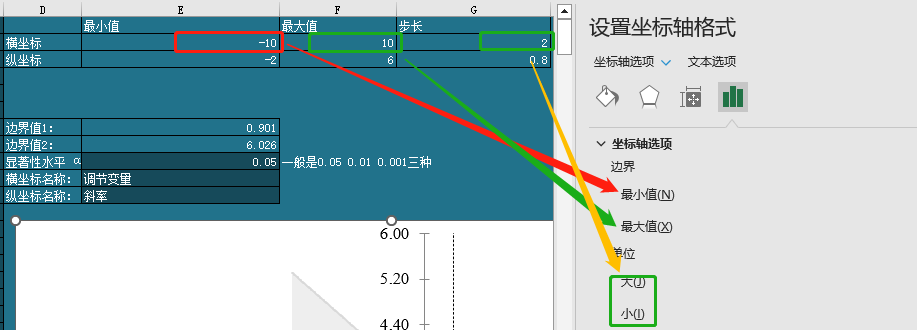 D E F G
最小值 最大值 步长
横坐标 -10 10 2
纵坐标 -2 6 0.8
边界值1: 0.901
边界值2: 6.026
显著性水平 α 0.05 一般是0.05 0.01 0.001三种
横坐标名称: 调节变量
纵坐标名称: 斜率
6.00
5.20
4.40
设置坐标轴格式
坐标轴选项 文本选项
坐标轴选项
边界
最小值(N)
最大值(X)
单位
大(J)
小(I)